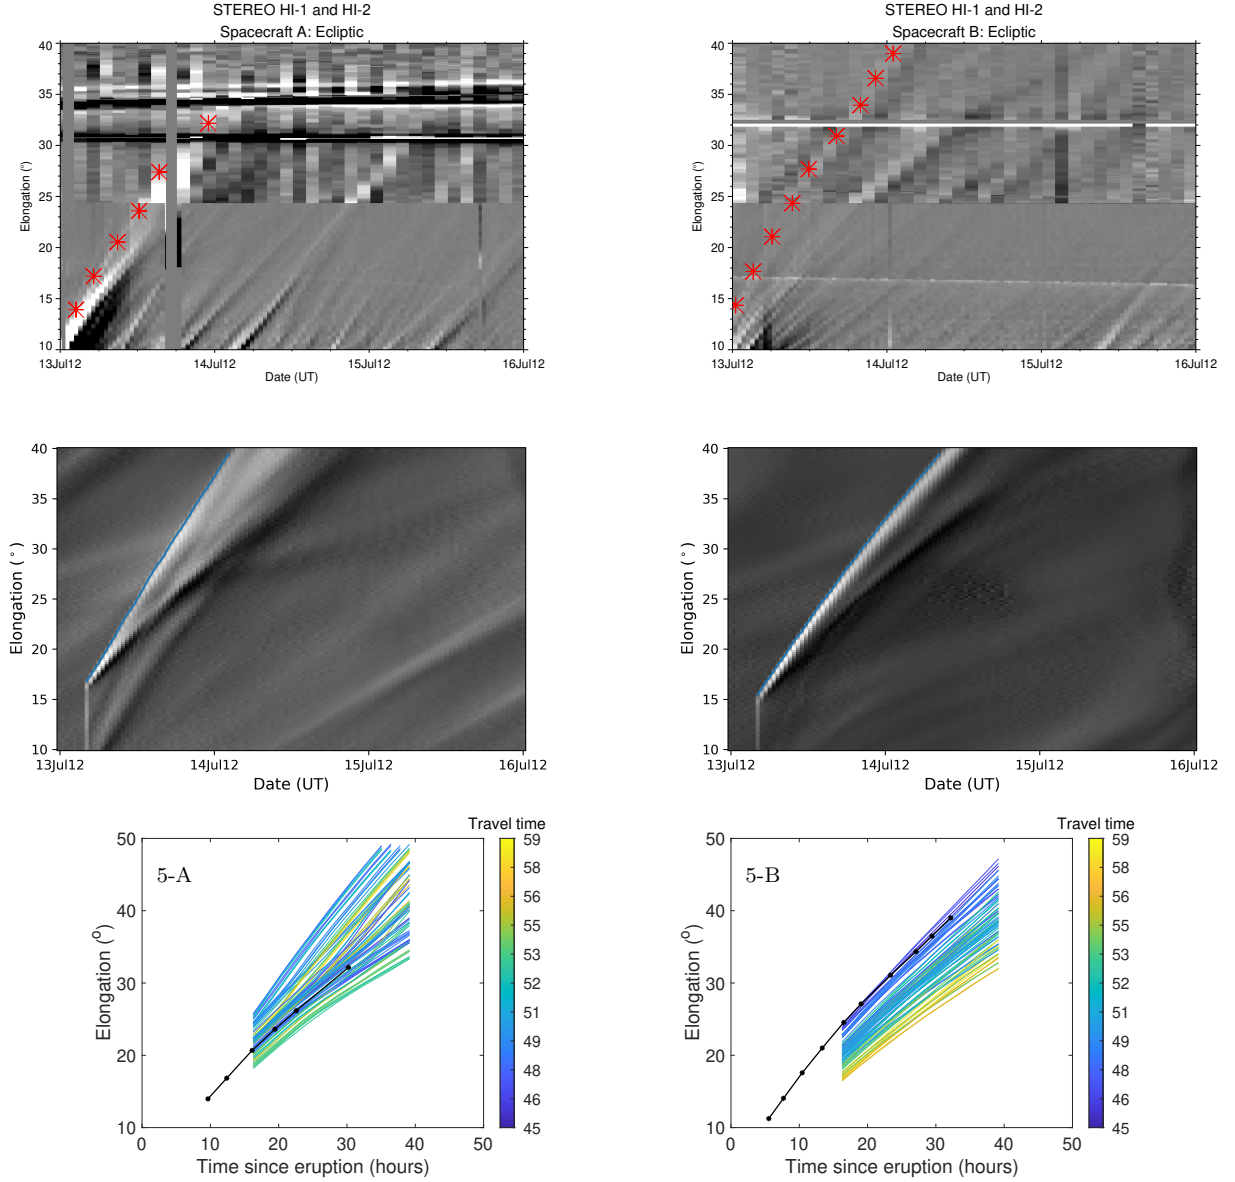 STEREO HI-1 and HI-2
Spacecraft A: Ecliptic
40
35
30
25
20
15
10
Elongation (°)
13Jul12
14Jul12
15Jul12
16Jul12
Date (UT)
STEREO HI-1 and HI-2
Spacecraft B: Ecliptic
40
35
30
25
20
15
10
Elongation (°)
13Jul12
14Jul12
15Jul12
16Jul12
Date (UT)
40
35
30
25
20
15
10
Elongation (°)
13Jul12
14Jul12
15Jul12
16Jul12
Date (UT)
40
35
30
25
20
15
10
Elongation (°)
13Jul12
14Jul12
15Jul12
16Jul12
Date (UT)
Travel time
50
40
30
20
10
Elongation (°)
5-A
0
10
20
30
40
50
Time since eruption (hours)
59
57
56
55
53
52
51
49
48
46
45
Travel time
50
40
30
20
10
Elongation (°)
5-B
0
10
20
30
40
50
Time since eruption (hours)
59
57
56
55
53
52
51
49
48
46
45